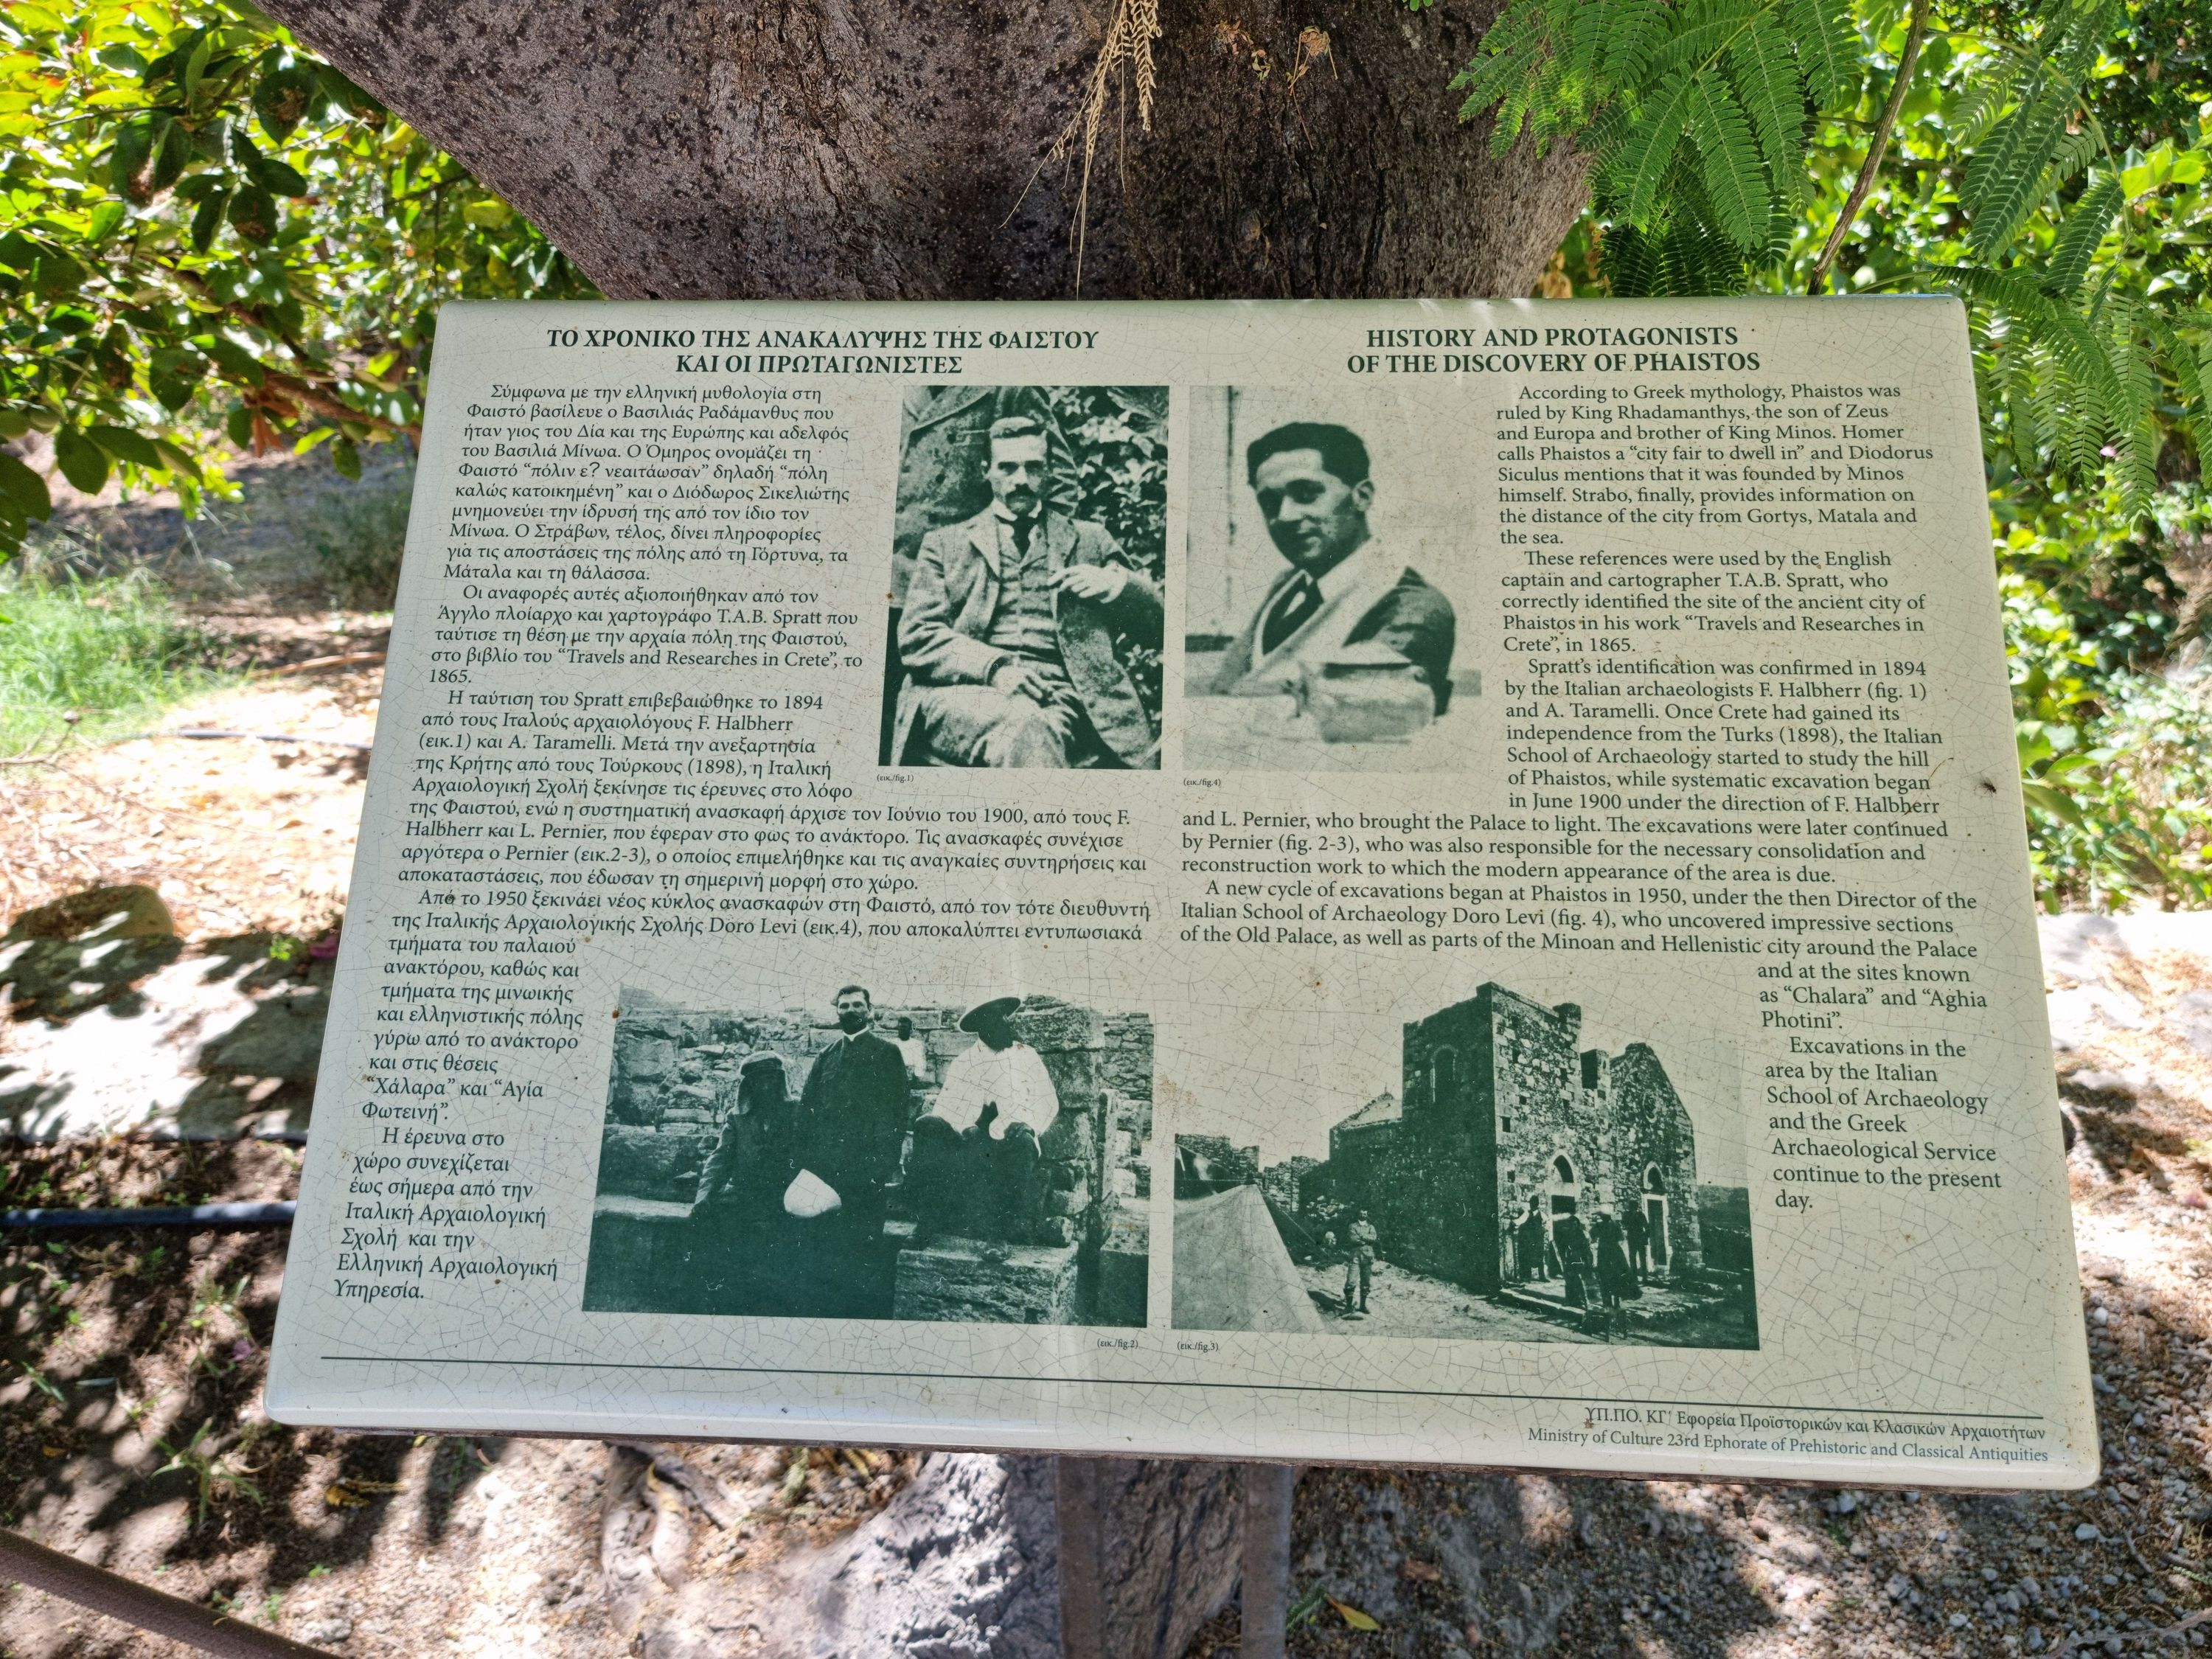 ΤΟ ΧΡΟΝΙΚΟ ΤΗΣ ΑΝΑΚΑΛΥΨΗΣ ΤΗΣ ΦΑΙΣΤΟΥ
ΚΑΙ ΟΙ ΠΡΩΤΑΓΩΝΙΣΤΕΣ
Σύμφωνα με την ελληνική μυθολογία στη
Φαιστό βασίλευε ο Βασιλιάς Ραδάμανθυς που
ήταν γιος του Δία και της Ευρώπης και αδελφός
του Βασιλιά Μίνωα. Ο Όμηρος ονομάζει τη
Φαιστό “πόλιν ε? νεαιτάωσαν” δηλαδή “πόλη
καλώς κατοικημένη” και ο Διόδωρος Σικελιώτης
μνημονεύει την ίδρυσή της από τον ίδιο τον
Μίνωα. Ο Στράβων, τέλος, δίνει πληροφορίες
για τις αποστάσεις της πόλης από τη Γόρτυνα, τα
Μάταλα και τη θάλασσα.
Οι αναφορές αυτές αξιοποιήθηκαν από τον
Άγγλο πλοίαρχο και χαρτογράφο T.A.B. Spratt που
ταύτισε τη θέση με την αρχαία πόλη της Φαιστού,
στο βιβλίο του “Travels and Researches in Crete”, το
1865.
Η ταύτιση του Spratt επιβεβαιώθηκε το 1894
από τους Ιταλούς αρχαιολόγους F. Halbherr
(εικ.1) και A. Taramelli. Μετά την ανεξαρτησία
της Κρήτης από τους Τούρκους (1898), η Ιταλική
Αρχαιολογική Σχολή ξεκίνησε τις έρευνες στο λόφο
της Φαιστού, ενώ η συστηματική ανασκαφή άρχισε τον Ιούνιο του 1900, από τους F.
Halbherr και L. Pernier, που έφεραν στο φως το ανάκτορο. Τις ανασκαφές συνέχισε
αργότερα ο Pernier (εικ.2-3), ο οποίος επιμελήθηκε και τις αναγκαίες συντηρήσεις και
αποκαταστάσεις, που έδωσαν τη σημερινή μορφή στο χώρο.
Από το 1950 ξεκινάει νέος κύκλος ανασκαφών στη Φαιστό, από τον τότε διευθυντή
της Ιταλικής Αρχαιολογικής Σχολής Doro Levi (εικ.4), που αποκαλύπτει εντυπωσιακά
τμήματα του παλαιού
ανακτόρου, καθώς και
τμήματα της μινωικής
και ελληνιστικής πόλης
γύρω από το ανάκτορο
και στις θέσεις
“Χάλαρα” και “Αγία
Φωτεινή”.
Η έρευνα στο
χώρο συνεχίζεται
έως σήμερα από την
Ιταλική Αρχαιολογική
Σχολή και την
Ελληνική Αρχαιολογική
Υπηρεσία.
(εικ./fig.1)
(εικ./fig.2)
HISTORY AND PROTAGONISTS
OF THE DISCOVERY OF PHAISTOS
According to Greek mythology, Phaistos was
ruled by King Rhadamanthys, the son of Zeus
and Europa and brother of King Minos. Homer
calls Phaistos a “city fair to dwell in” and Diodorus
Siculus mentions that it was founded by Minos
himself. Strabo, finally, provides information on
the distance of the city from Gortys, Matala and
the sea.
These references were used by the English
captain and cartographer T.A.B. Spratt, who
correctly identified the site of the ancient city of
Phaistos in his work “Travels and Researches in
Crete”, in 1865.
Spratt's identification was confirmed in 1894
by the Italian archaeologists F. Halbherr (fig. 1)
and A. Taramelli. Once Crete had gained its
independence from the Turks (1898), the Italian
School of Archaeology started to study the hill
of Phaistos, while systematic excavation began
in June 1900 under the direction of F. Halbherr
and L. Pernier, who brought the Palace to light. The excavations were later continued
by Pernier (fig. 2-3), who was also responsible for the necessary consolidation and
reconstruction work to which the modern appearance of the area is due.
A new cycle of excavations began at Phaistos in 1950, under the then Director of the
Italian School of Archaeology Doro Levi (fig. 4), who uncovered impressive sections
of the Old Palace, as well as parts of the Minoan and Hellenistic city around the Palace
and at the sites known
as “Chalara” and “Aghia
Photini”.
Excavations in the
area by the Italian
School of Archaeology
and the Greek
Archaeological Service
continue to the present
day.
(εικ./fig.4)
(εικ./fig.3)
ΥΠ.ΠΟ. ΚΓ΄ Εφορεία Προϊστορικών και Κλασικών Αρχαιοτήτων
Ministry of Culture 23rd Ephorate of Prehistoric and Classical Antiquities